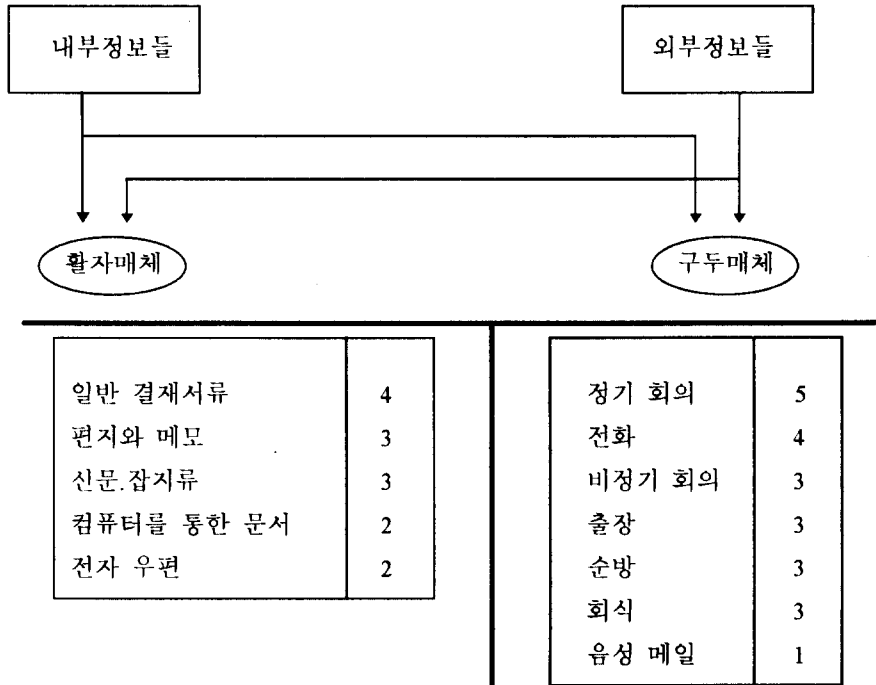 내부정보들
외부정보들
활자매체
구두매체
일반 결재서류 4
편지와 메모 3
신문.잡지류 3
컴퓨터를 통한 문서 2
전자 우편 2
정기 회의 5
전화 4
비정기 회의 3
출장 3
순방 3
회식 3
음성 메일 1